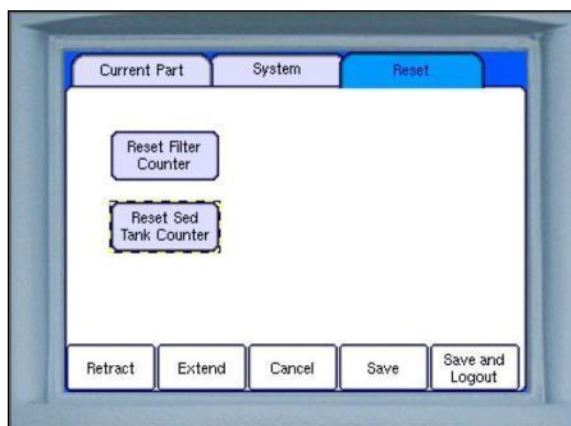 Current Part
System
Reset
Reset Filter
Counter
Reset Sed
Tank Counter
Retract
Extend
Cancel
Save
Save and
Logout